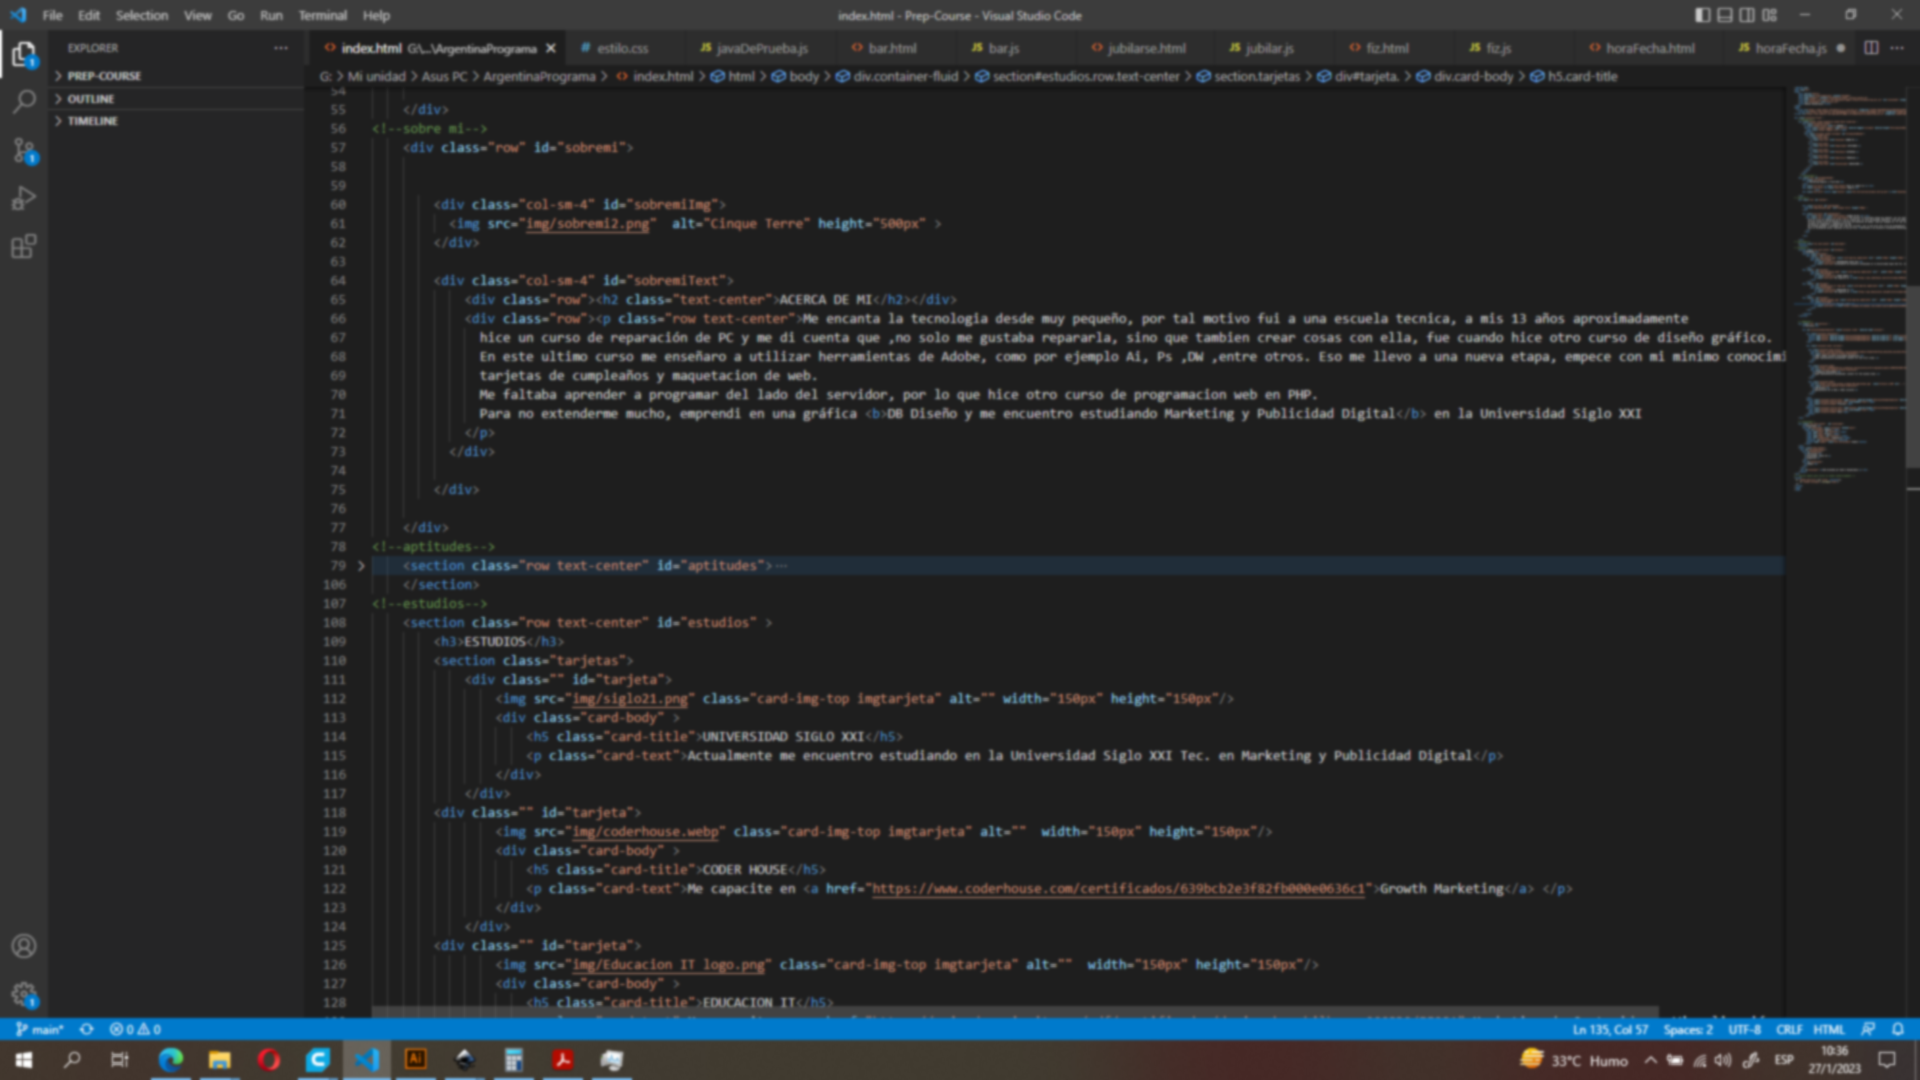 File Edit Selection View Go Run Terminal Help
index.html - Prep-Course - Visual Studio Code
EXPLORER
PREP-COURSE
OUTLINE
TIMELINE
index.html G:\...\ArgentinaPrograma
# estilo.css
JS javaDePrueba.js
bar.html
JS bar.js
jubilarse.html
JS jubilar.js
fiz.html
JS fiz.js
horaFecha.html
JS horaFecha.js
G: > Mi unidad > Asus PC > ArgentinaPrograma > index.html > html > body > div.container-fluid > section#estudios.row.text-center > section.tarjetas > div#tarjeta. > div.card-body > h5.card-title
54
55 </div>
56 <!--sobre mi-->
57 <div class="row" id="sobremi">
58
59
60 <div class="col-sm-4" id="sobremiImg">
61 <img src="img/sobremi2.png"  alt="Cinque Terre" height="500px" >
62 </div>
63
64 <div class="col-sm-4" id="sobremiText">
65 <div class="row"><h2 class="text-center">ACERCA DE MI</h2></div>
66 <div class="row"><p class="row text-center">Me encanta la tecnologia desde muy pequeño, por tal motivo fui a una escuela tecnica, a mis 13 años aproximadamente
67 hice un curso de reparación de PC y me di cuenta que ,no solo me gustaba repararla, sino que tambien crear cosas con ella, fue cuando hice otro curso de diseño gráfico.
68 En este ultimo curso me enseñaro a utilizar herramientas de Adobe, como por ejemplo Ai, Ps ,DW ,entre otros. Eso me llevo a una nueva etapa, empece con mi minimo conocimi
69 tarjetas de cumpleaños y maquetacion de web.
70 Me faltaba aprender a programar del lado del servidor, por lo que hice otro curso de programacion web en PHP.
71 Para no extenderme mucho, emprendi en una gráfica <b>DB Diseño y me encuentro estudiando Marketing y Publicidad Digital</b> en la Universidad Siglo XXI
72 </p>
73 </div>
74
75 </div>
76
77 </div>
78 <!--aptitudes-->
79 <section class="row text-center" id="aptitudes">···
106 </section>
107 <!--estudios-->
108 <section class="row text-center" id="estudios" >
109 <h3>ESTUDIOS</h3>
110 <section class="tarjetas">
111 <div class="" id="tarjeta">
112 <img src="img/siglo21.png" class="card-img-top imgtarjeta" alt="" width="150px" height="150px"/>
113 <div class="card-body" >
114 <h5 class="card-title">UNIVERSIDAD SIGLO XXI</h5>
115 <p class="card-text">Actualmente me encuentro estudiando en la Universidad Siglo XXI Tec. en Marketing y Publicidad Digital</p>
116 </div>
117 </div>
118 <div class="" id="tarjeta">
119 <img src="img/coderhouse.webp" class="card-img-top imgtarjeta" alt=""  width="150px" height="150px"/>
120 <div class="card-body" >
121 <h5 class="card-title">CODER HOUSE</h5>
122 <p class="card-text">Me capacite en <a href="https://www.coderhouse.com/certificados/639bcb2e3f82fb000e0636c1">Growth Marketing</a> </p>
123 </div>
124 </div>
125 <div class="" id="tarjeta">
126 <img src="img/Educacion IT logo.png" class="card-img-top imgtarjeta" alt=""  width="150px" height="150px"/>
127 <div class="card-body" >
128 <h5 class="card-title">EDUCACION IT</h5>
main* 0 0
Ln 135, Col 57 Spaces: 2 UTF-8 CRLF HTML
33°C Humo
ESP
10:36
27/1/2023